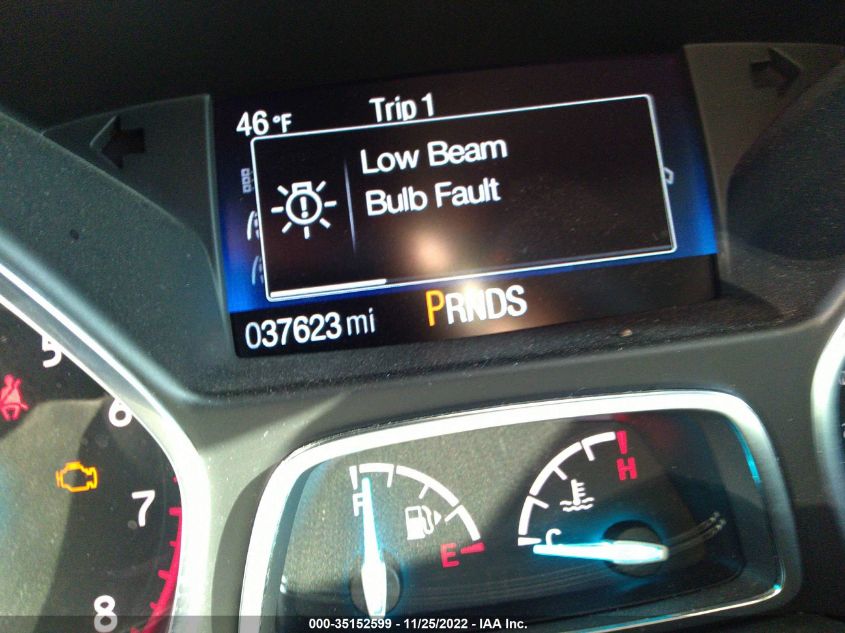 46°F Trip 1
Low Beam
Bulb Fault
037623 mi PRNDS
5
6
7
8
F
E
H
C
000-35152599 - 11/25/2022 - IAA Inc.